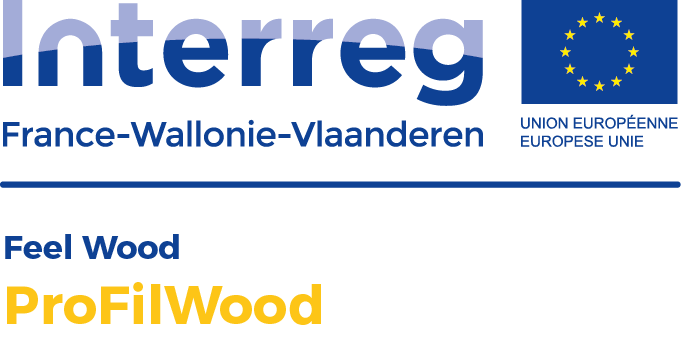 Interreg
France-Wallonie-Vlaanderen
UNION EUROPÉENNE
EUROPESE UNIE
Feel Wood
ProFilWood